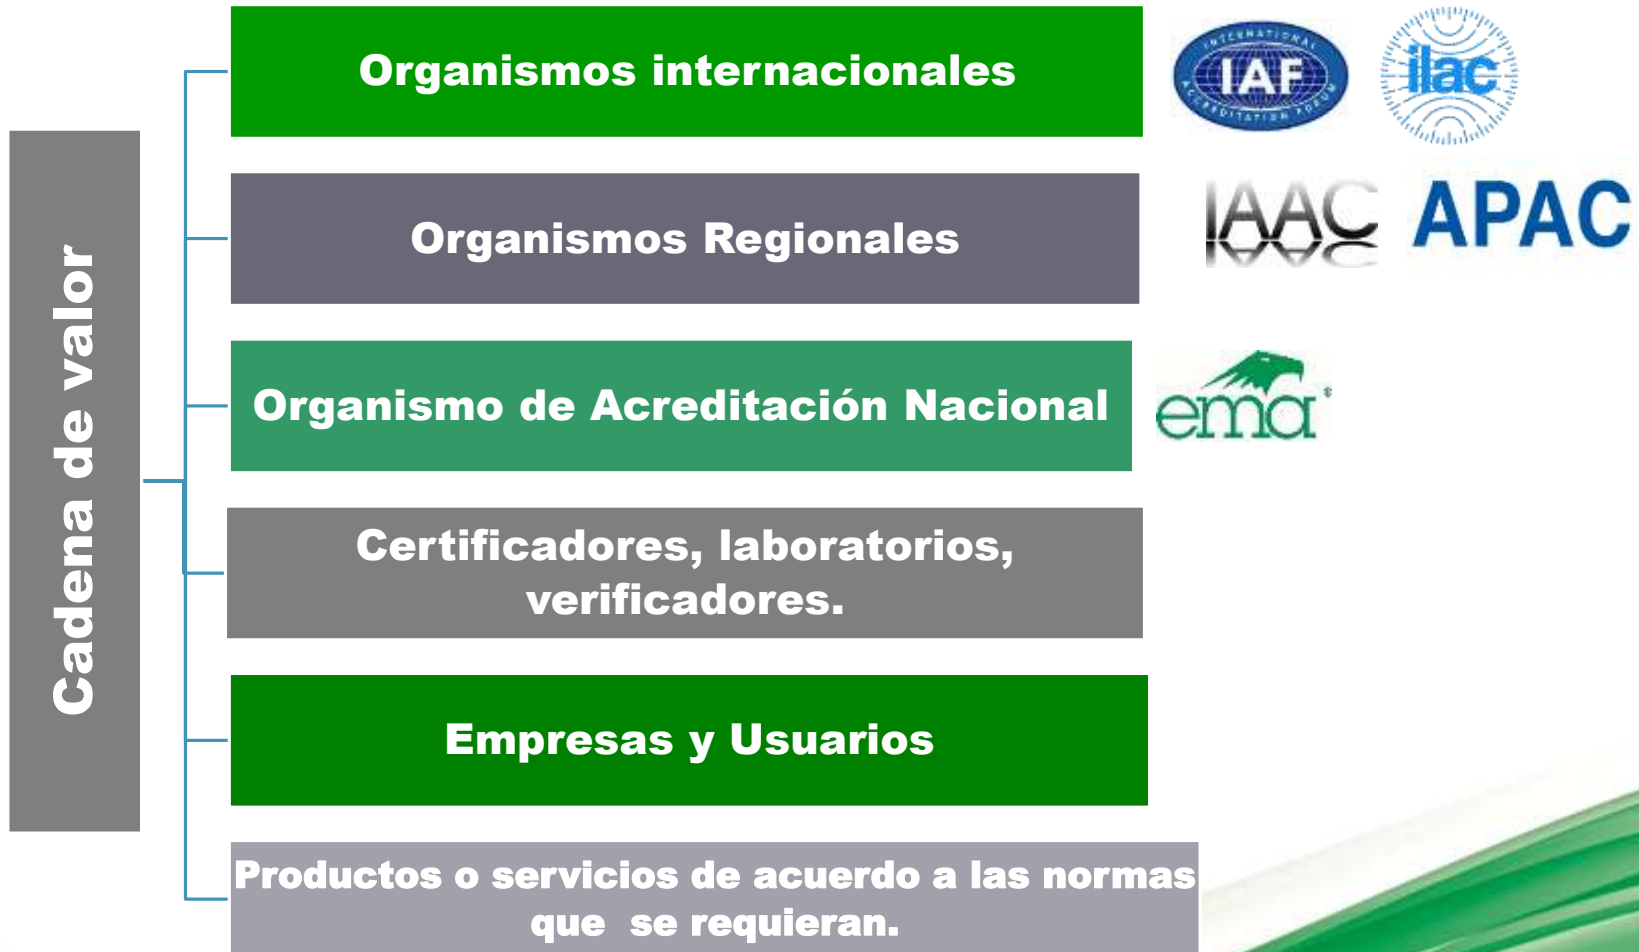 Cadena de valor
Organismos internacionales
INTERNATIONAL
IAF
ACCREDITATION FORUM
ilac
Organismos Regionales
IAAC
APAC
Organismo de Acreditación Nacional
ema®
Certificadores, laboratorios,
verificadores.
Empresas y Usuarios
Productos o servicios de acuerdo a las normas
que se requieran.